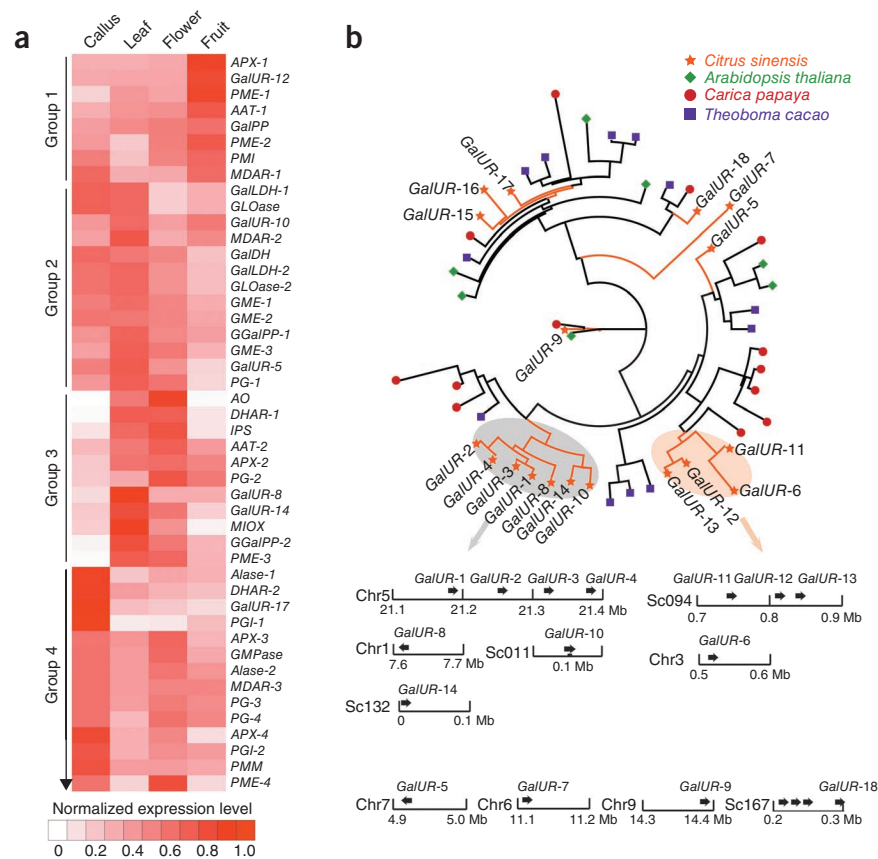 a
Callus
Leaf
Flower
Fruit
Group 1
APX-1
GalUR-12
PME-1
AAT-1
GalPP
PME-2
PMI
MDAR-1
Group 2
GalLDH-1
GLOase
GalUR-10
MDAR-2
GalDH
GalLDH-2
GLOase-2
GME-1
GME-2
GGalPP-1
GME-3
GalUR-5
PG-1
Group 3
AO
DHAR-1
IPS
AAT-2
APX-2
PG-2
GalUR-8
GalUR-14
MIOX
GGalPP-2
PME-3
Group 4
Alase-1
DHAR-2
GalUR-17
PGI-1
APX-3
GMPase
Alase-2
MDAR-3
PG-3
PG-4
APX-4
PGI-2
PMM
PME-4
Normalized expression level
0 0.2 0.4 0.6 0.8 1.0
b
Citrus sinensis
Arabidopsis thaliana
Carica papaya
Theoboma cacao
GalUR-17
GalUR-16
GalUR-15
GalUR-18
GalUR-7
GalUR-5
GalUR-9
GalUR-2
GalUR-4
GalUR-3
GalUR-1
GalUR-8
GalUR-14
GalUR-10
GalUR-11
GalUR-12
GalUR-6
GalUR-13
GalUR-1 GalUR-2 GalUR-3 GalUR-4
Chr5
21.1 21.2 21.3 21.4 Mb
GalUR-11 GalUR-12 GalUR-13
Sc094
0.7 0.8 0.9 Mb
GalUR-8
Chr1
7.6 7.7 Mb
GalUR-10
Sc011
0.1 Mb
GalUR-6
Chr3
0.5 0.6 Mb
GalUR-14
Sc132
0 0.1 Mb
GalUR-5
Chr7
4.9 5.0 Mb
GalUR-7
Chr6
11.1 11.2 Mb
GalUR-9
Chr9
14.3 14.4 Mb
GalUR-18
Sc167
0.2 0.3 Mb